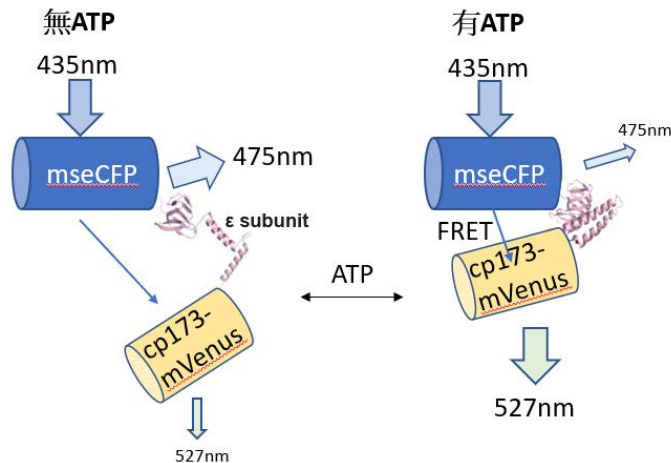 無ATP
435nm
mseCFP
475nm
ε subunit
cp173-
mVenus
527nm
ATP
有ATP
435nm
mseCFP
475nm
FRET
cp173-
mVenus
527nm